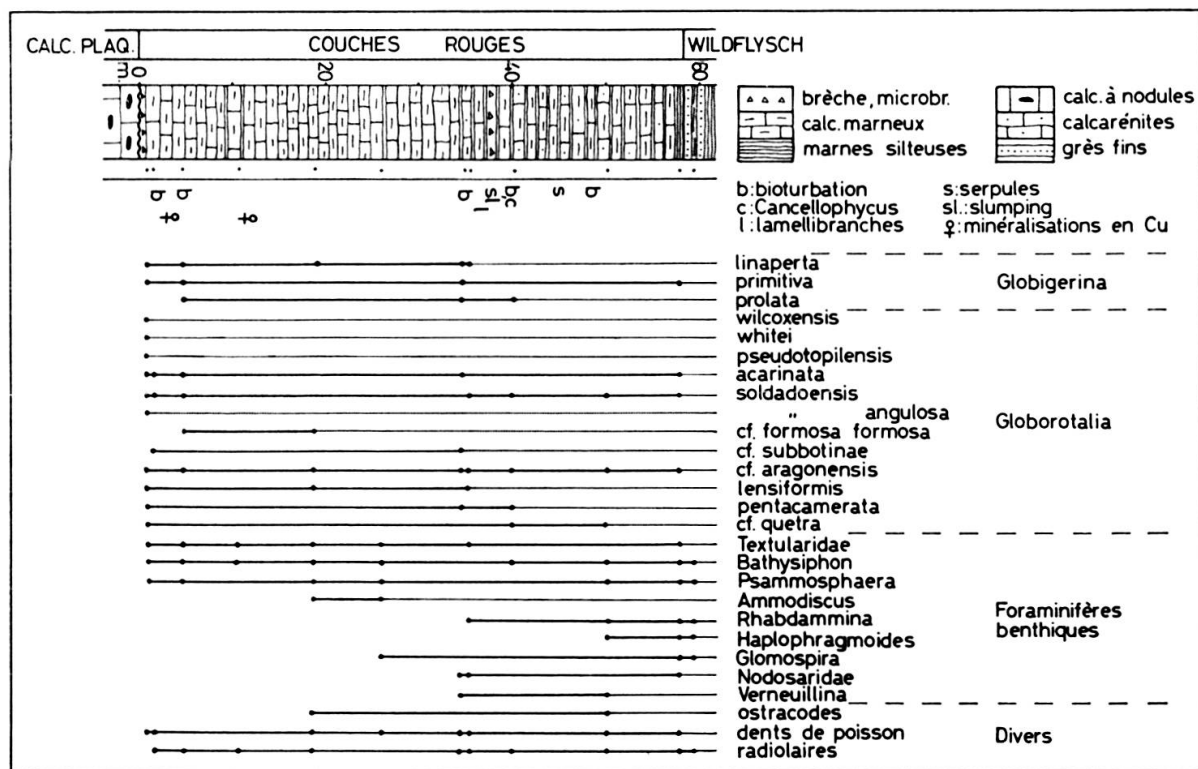 CALC. PLAQ. COUCHES ROUGES WILDFLYSCH
m. 0 20 40 60
brèche, microbr. calc. à nodules
calc. marneux calcarénites
marnes silteuses grès fins
b b b sl l b,c s b
♀ ♀
b: bioturbation s: serpules
c: Cancellophycus sl.: slumping
l: lamellibranches ♀: minéralisations en Cu
linaperta
primitiva Globigerina
prolata
wilcoxensis
whitei
pseudotopilensis
acarinata
soldadoensis
,, angulosa Globorotalia
cf. formosa formosa
cf. subbotinae
cf. aragonensis
lensiformis
pentacamerata
cf. quetra
Textularidae
Bathysiphon
Psammosphaera
Ammodiscus
Rhabdammina Foraminifères
Haplophragmoides benthiques
Glomospira
Nodosaridae
Verneuillina
ostracodes
dents de poisson Divers
radiolaires